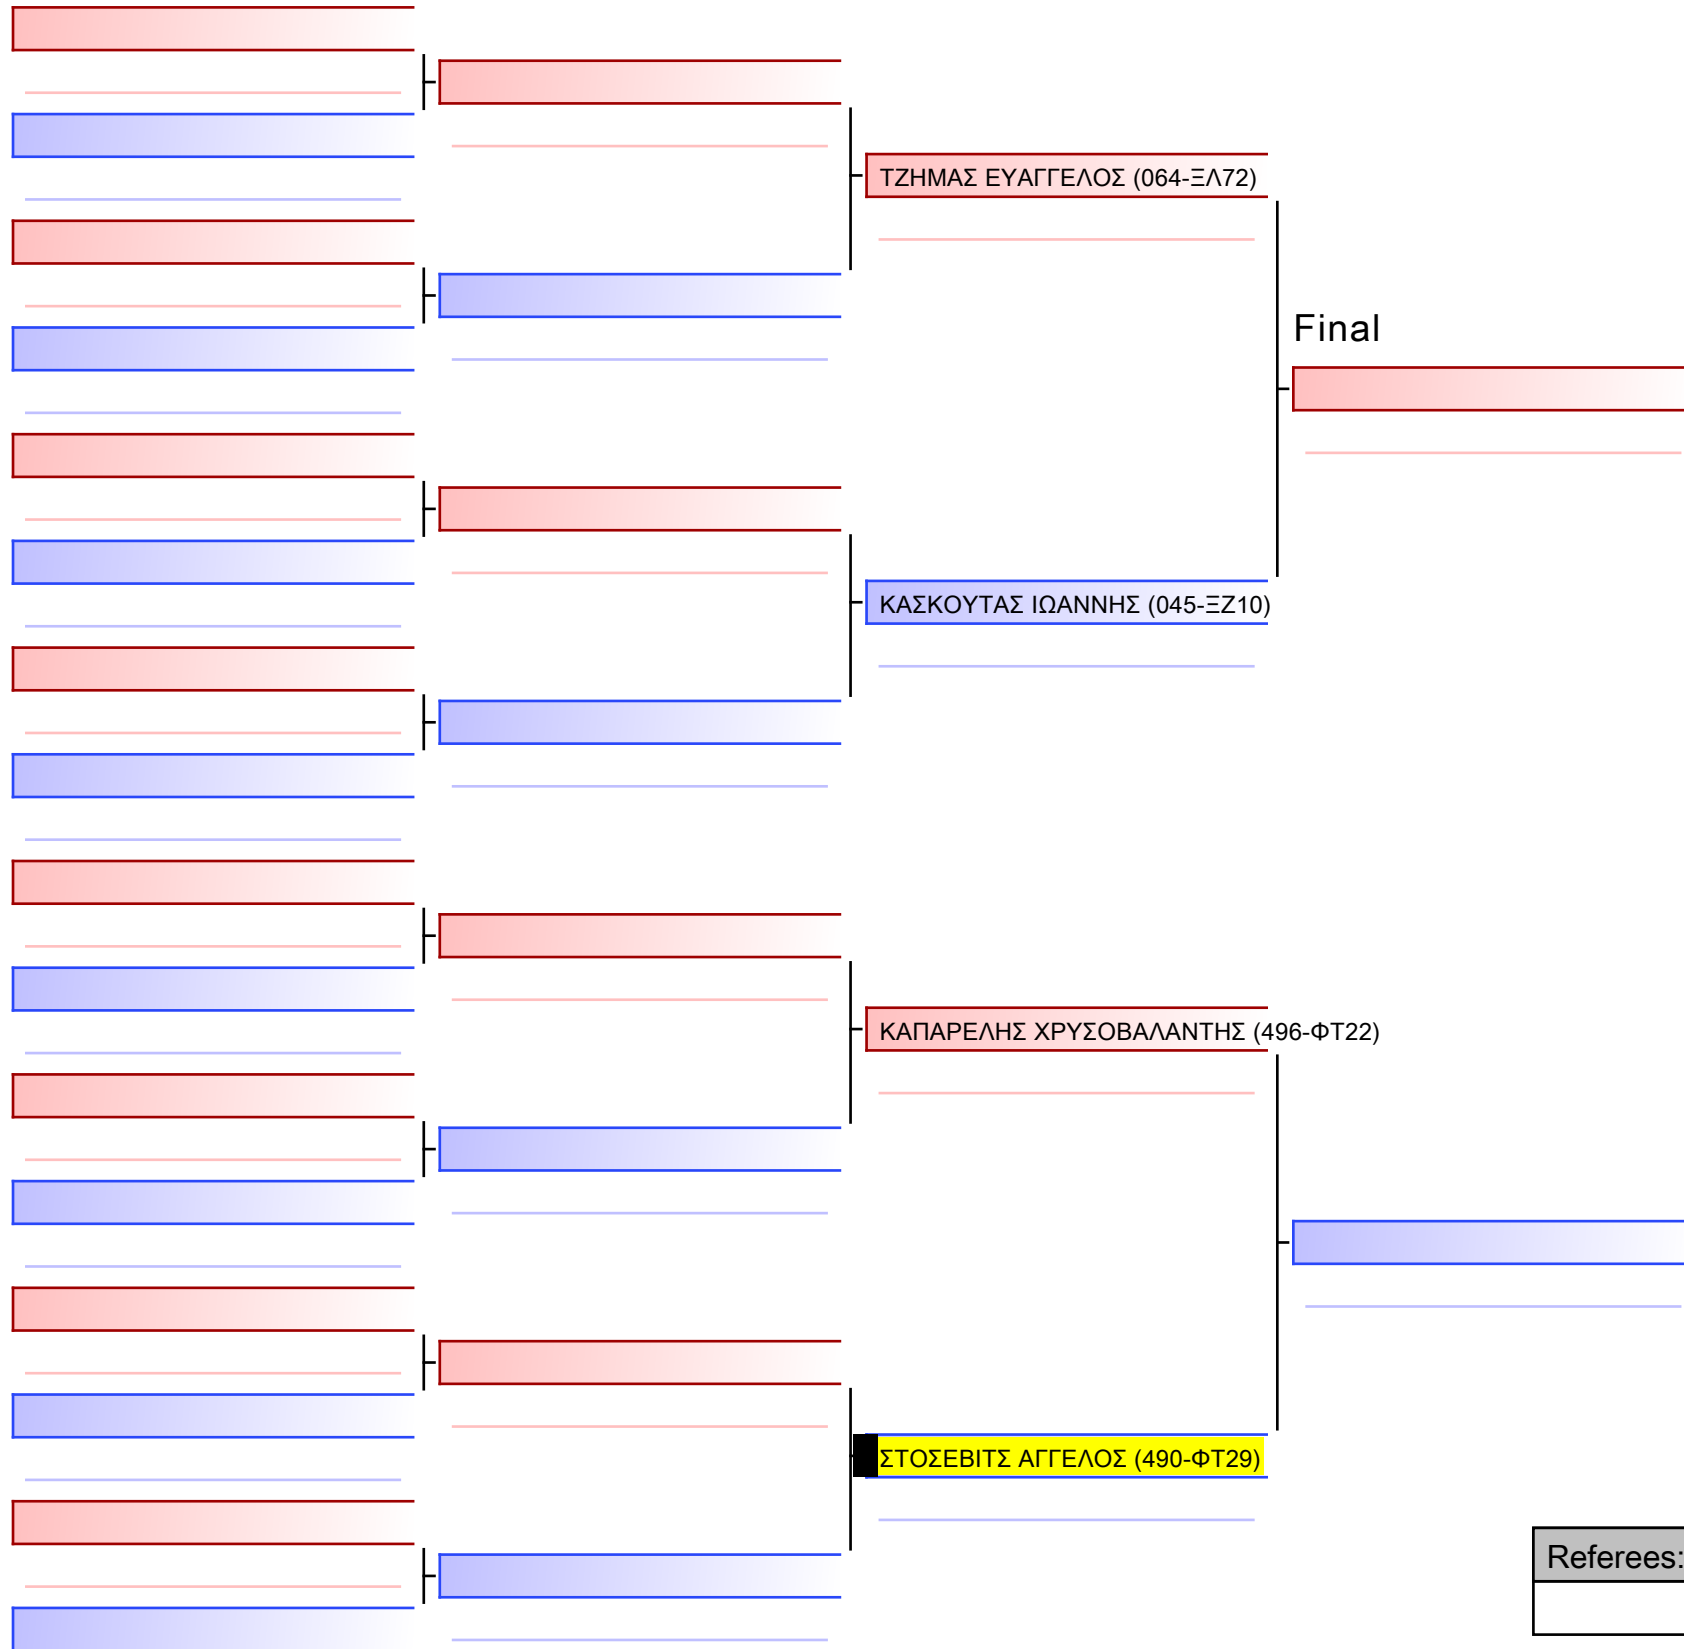 ΤΖΗΜΑΣ ΕΥΑΓΓΕΛΟΣ (064-ΞΛ72)
Final
ΚΑΣΚΟΥΤΑΣ ΙΩΑΝΝΗΣ (045-ΞΖ10)
ΚΑΠΑΡΕΛΗΣ ΧΡΥΣΟΒΑΛΑΝΤΗΣ (496-ΦΤ22)
ΣΤΟΣΕΒΙΤΣ ΑΓΓΕΛΟΣ (490-ΦΤ29)
Referees: